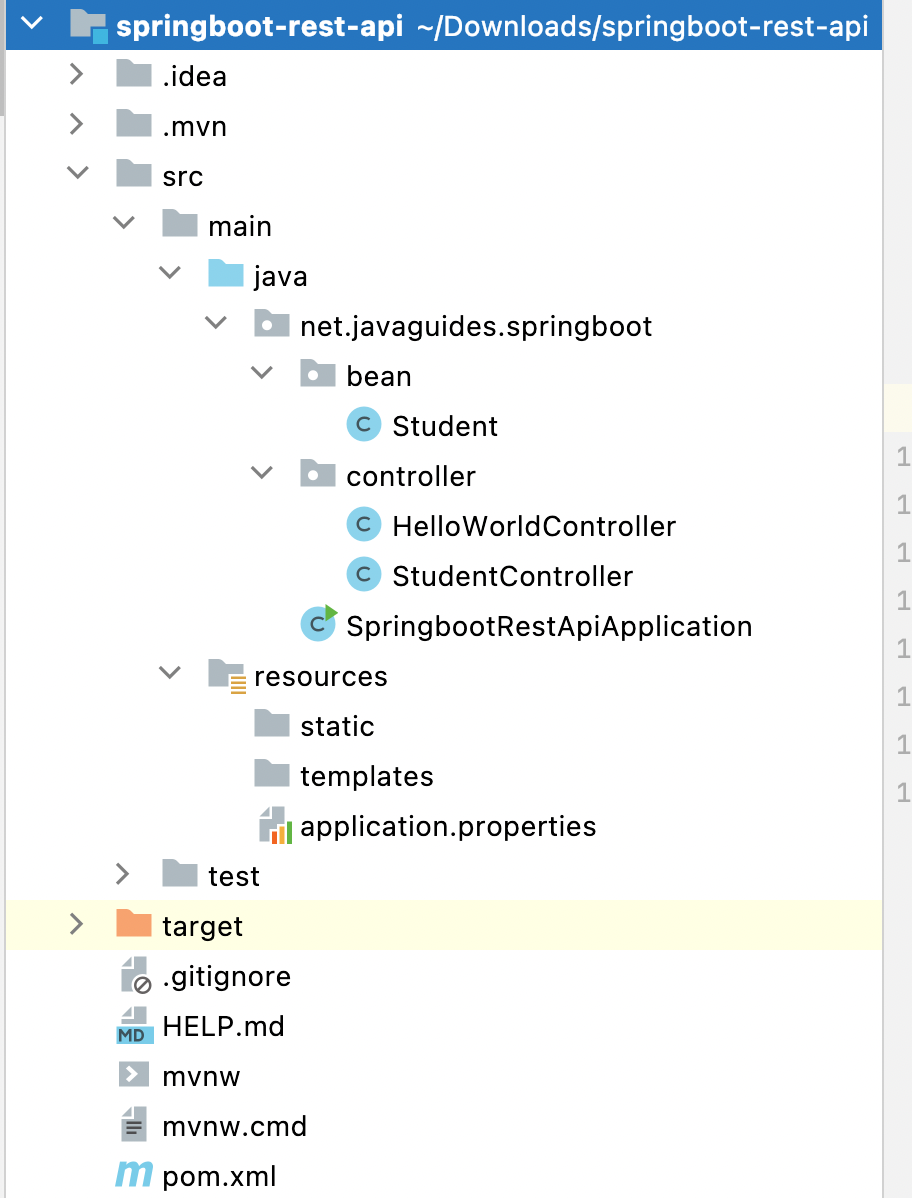 springboot-rest-api ~/Downloads/springboot-rest-api
.idea
.mvn
src
main
java
net.javaguides.springboot
bean
C Student
controller
C HelloWorldController
C StudentController
C SpringbootRestApiApplication
resources
static
templates
application.properties
test
target
.gitignore
MD HELP.md
mvnw
mvnw.cmd
m pom.xml
1
1
1
1
1
1
1
1